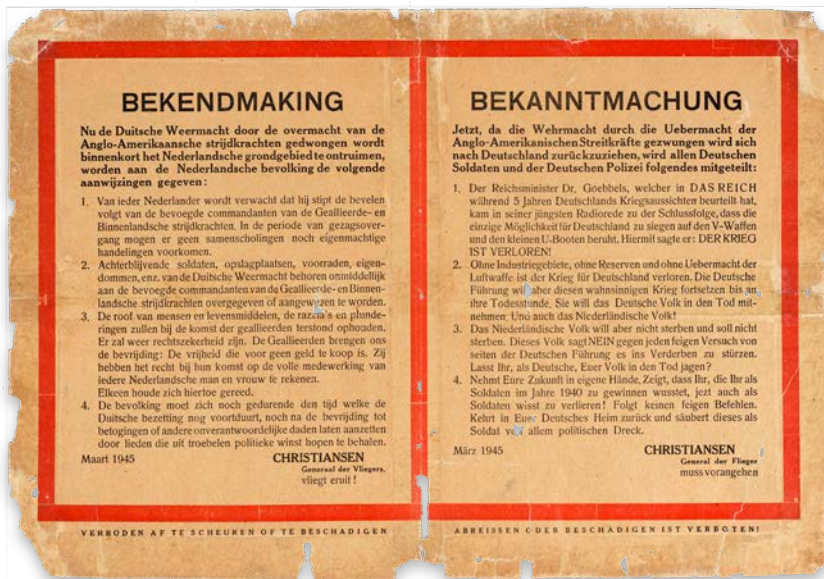 BEKENDMAKING
Nu de Duitsche Weermacht door de overmacht van de
Anglo-Amerikaansche strijdkrachten gedwongen wordt
binnenkort het Nederlandsche grondgebied te ontruimen,
worden aan de Nederlandsche bevolking de volgende
aanwijzingen gegeven:
1. Van ieder Nederlander wordt verwacht dat hij stipt de bevelen
volgt van de bevoegde commandanten van de Geallieerde- en
Binnenlandsche strijdkrachten. In de periode van gezagsover-
gang mogen er geen samenscholingen noch eigenmachtige
handelingen voorkomen.
2. Achterblijvende soldaten, opslagplaatsen, voorraden, eigen-
dommen, enz. van de Duitsche Weermacht behoren onmiddellijk
aan de bevoegde commandanten van de Geallieerde- en Binnen-
landsche strijdkrachten overgegeven of aangewezen te worden.
3. De roof van mensen en levensmiddelen, de razzia's en plunde-
ringen zullen bij de komst der geallieerden terstond ophouden.
Er zal weer rechtszekerheid zijn. De Geallieerden brengen ons
de bevrijding: De vrijheid die voor geen geld te koop is. Zij
hebben het recht bij hun komst op de volle medewerking van
iedere Nederlandsche man en vrouw te rekenen.
Elkeen houde zich hiertoe gereed.
4. De bevolking moet zich noch gedurende den tijd welke de
Duitsche bezetting nog voortduurt, noch na de bevrijding tot
betogingen of andere onverantwoordelijke daden laten aanzetten
door lieden die uit troebelen politieke winst hopen te behalen.
Maart 1945 CHRISTIANSEN
Generaal der Vliegers,
vliegt eruit!
VERBODEN AF TE SCHEUREN OF TE BESCHADIGEN
BEKANNTMACHUNG
Jetzt, da die Wehrmacht durch die Uebermacht der
Anglo-Amerikanischen Streitkräfte gezwungen wird sich
nach Deutschland zurückzuziehen, wird allen Deutschen
Soldaten und der Deutschen Polizei folgendes mitgeteilt:
1. Der Reichsminister Dr. Goebbels, welcher in DAS REICH
während 5 Jahren Deutschlands Kriegsaussichten beurteilt hat,
kam in seiner jüngsten Radiorede zu der Schlussfolge, dass die
einzige Möglichkeit für Deutschland zu siegen auf den V-Waffen
und den kleinen U-Booten beruht. Hiermit sagte er: DER KRIEG
IST VERLOREN!
2. Ohne Industriegebiete, ohne Reserven und ohne Uebermacht der
Luftwaffe ist der Krieg für Deutschland verloren. Die Deutsche
Führung will aber diesen wahnsinnigen Krieg fortsetzen bis an
ihre Todesstunde. Sie will das Deutsche Volk in den Tod mit-
nehmen. Und auch das Niederländische Volk!
3. Das Niederländische Volk will aber nicht sterben und soll nicht
sterben. Dieses Volk sagt NEIN gegen jeden feigen Versuch von
seiten der Deutschen Führung es ins Verderben zu stürzen.
Lasst Ihr, als Deutsche, Euer Volk in den Tod jagen?
4. Nehmt Eure Zukunft in eigene Hände, Zeigt, dass Ihr, die Ihr als
Soldaten im Jahre 1940 zu gewinnen wusstet, jezt auch als
Soldaten wisst zu verlieren! Folgt keinen feigen Befehlen.
Kehrt in Euer Deutsches Heim zurück und säubert dieses als
Soldat von allem politischen Dreck.
März 1945 CHRISTIANSEN
General der Flieger
muss vorangehen
ABREISSEN ODER BESCHÄDIGEN IST VERBOTEN!